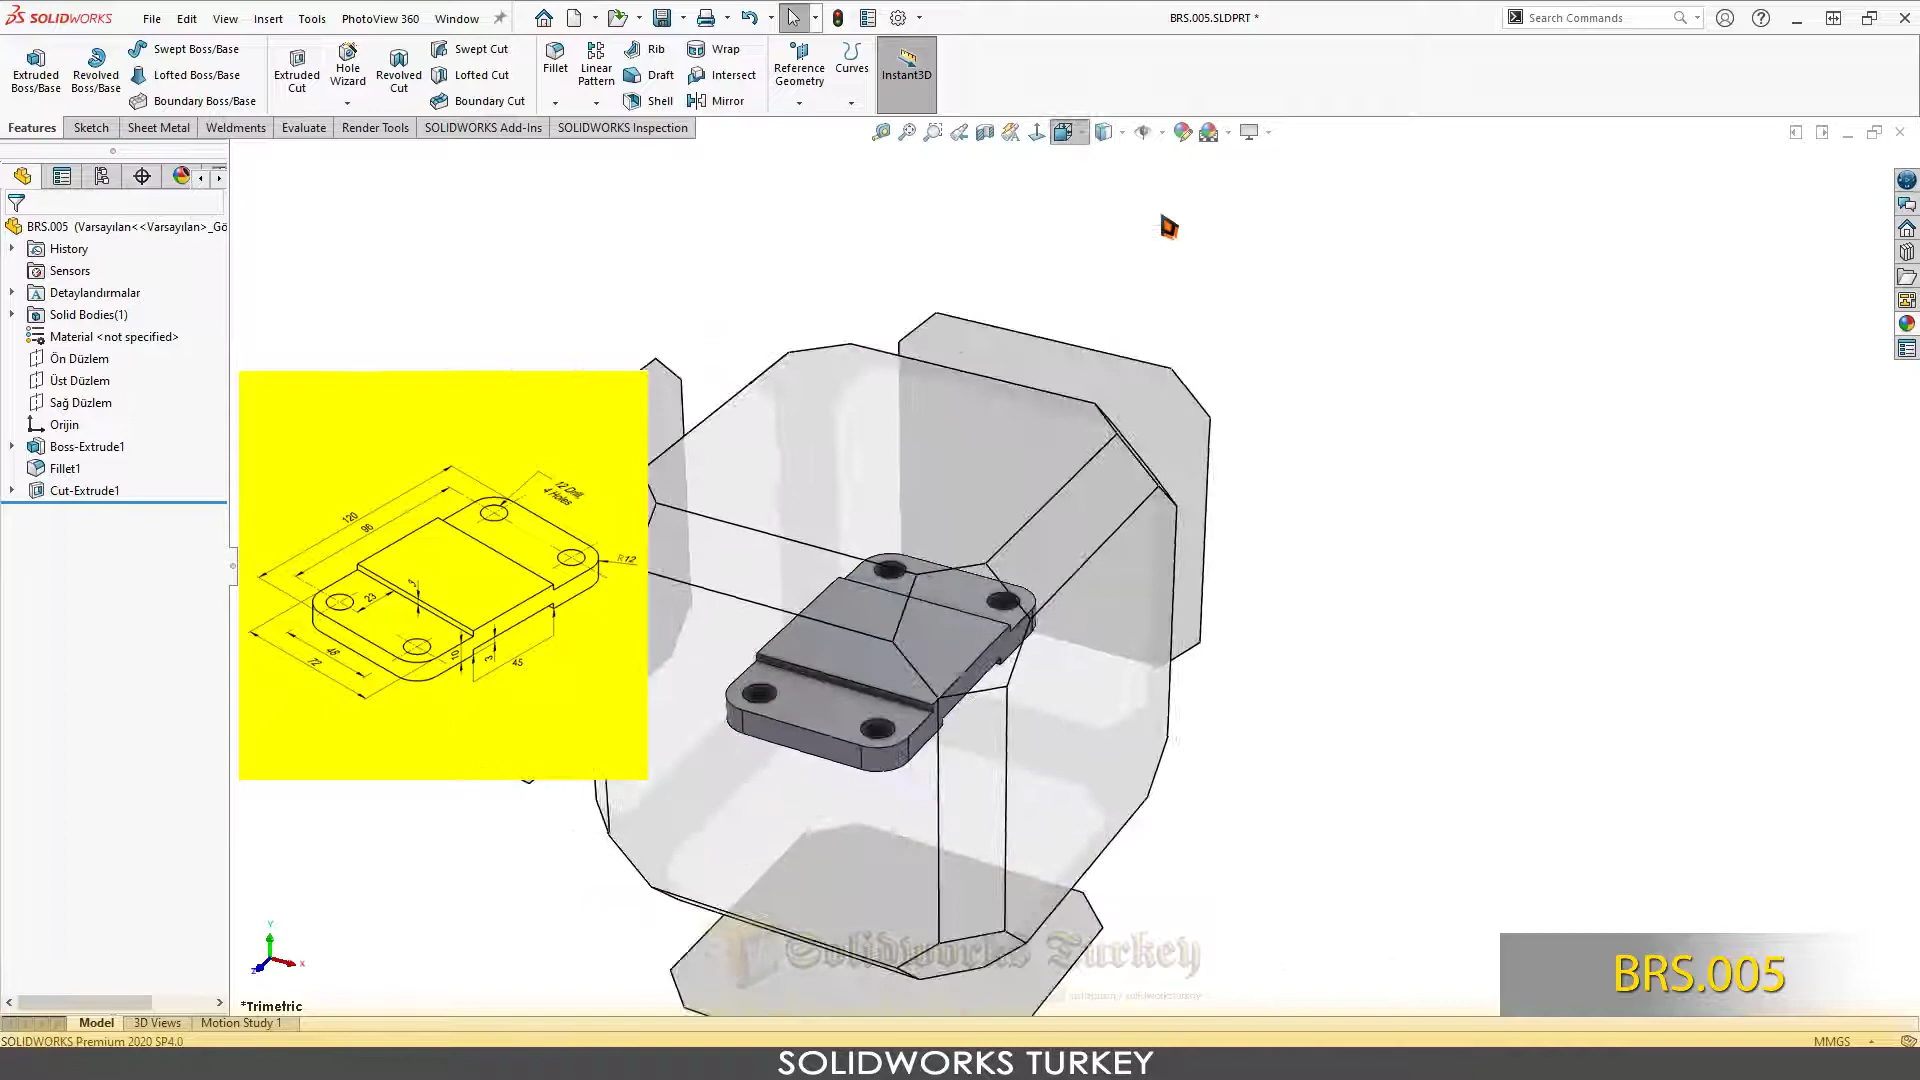 SOLIDWORKS File Edit View Insert Tools PhotoView 360 Window BRS.005.SLDPRT * Search Commands
Extruded Boss/Base
Revolved Boss/Base
Swept Boss/Base
Lofted Boss/Base
Boundary Boss/Base
Extruded Cut
Hole Wizard
Revolved Cut
Swept Cut
Lofted Cut
Boundary Cut
Fillet
Linear Pattern
Rib
Draft
Shell
Wrap
Intersect
Mirror
Reference Geometry
Curves
Instant3D
Features Sketch Sheet Metal Weldments Evaluate Render Tools SOLIDWORKS Add-Ins SOLIDWORKS Inspection
BRS.005 (Varsayılan<<Varsayılan>_Gö
History
Sensors
Detaylandırmalar
Solid Bodies(1)
Material <not specified>
Ön Düzlem
Üst Düzlem
Sağ Düzlem
Orijin
Boss-Extrude1
Fillet1
Cut-Extrude1
12 Drill,
4 Holes
120
96
R12
3
23
48
72
10
3
45
Y
X
Z
*Trimetric
Solidworks Turkey
instagram / solidworksturkey
BRS.005
Model 3D Views Motion Study 1
SOLIDWORKS Premium 2020 SP4.0 MMGS
SOLIDWORKS TURKEY